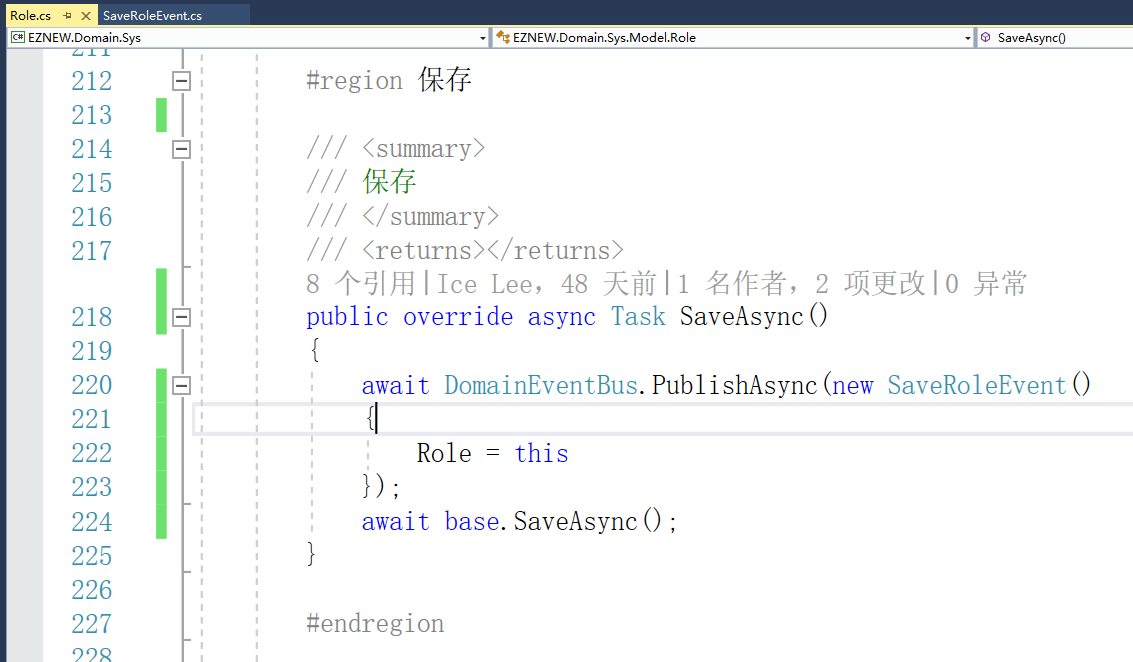 Role.cs SaveRoleEvent.cs
C# EZNEW.Domain.Sys EZNEW.Domain.Sys.Model.Role SaveAsync()
211
212 #region 保存
213
214 /// <summary>
215 /// 保存
216 /// </summary>
217 /// <returns></returns>
8 个引用|Ice Lee，48 天前|1 名作者，2 项更改|0 异常
218 public override async Task SaveAsync()
219 {
220 await DomainEventBus.PublishAsync(new SaveRoleEvent()
221 {
222 Role = this
223 });
224 await base.SaveAsync();
225 }
226
227 #endregion
228